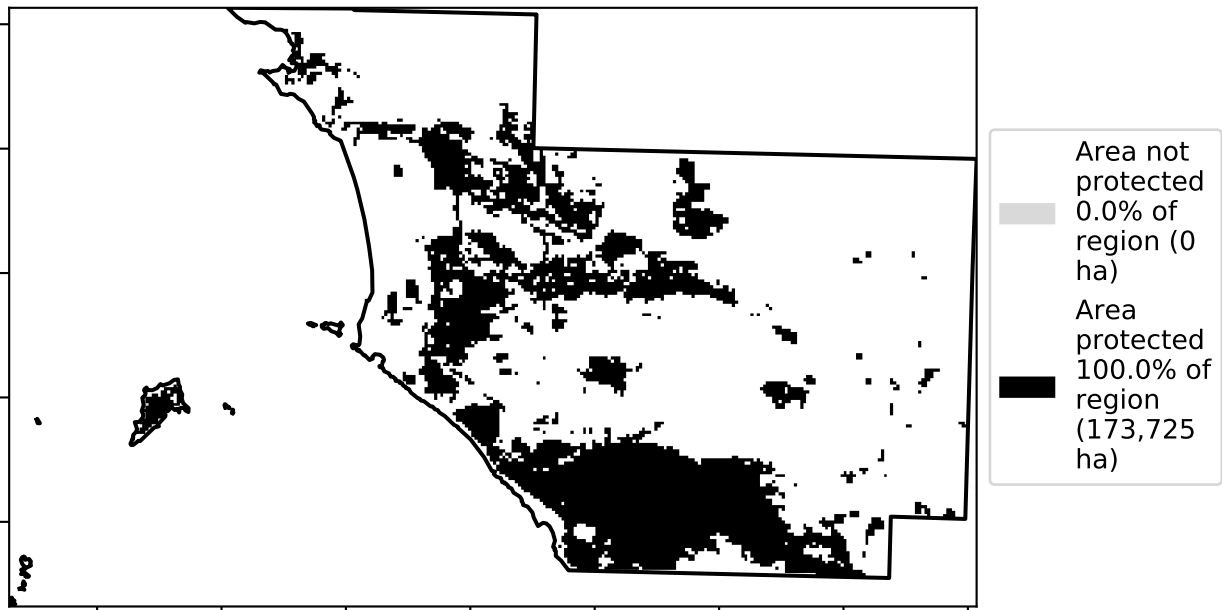 Area not
protected
0.0% of
region (0
ha)
Area
protected
100.0% of
region
(173,725
ha)